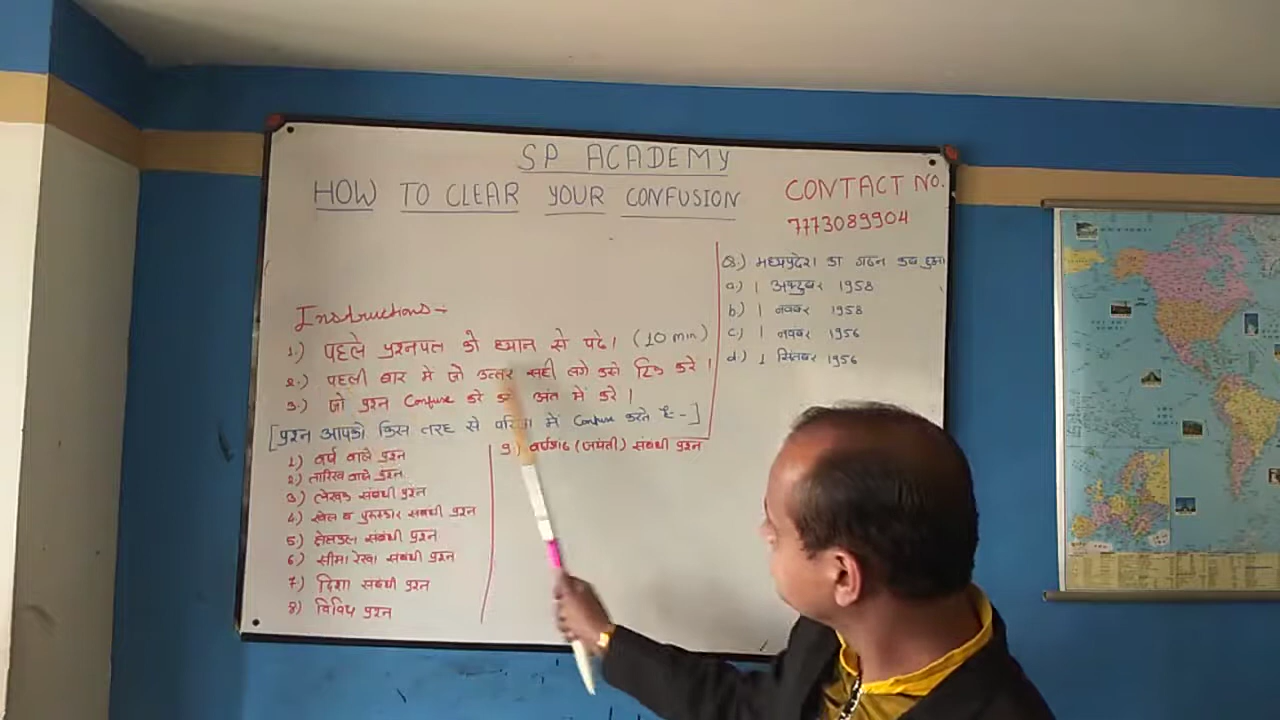 SP ACADEMY
HOW TO CLEAR YOUR CONFUSION
CONTACT NO.
7773089904
Instructions:-
1.) पहले प्रश्नपत्र को ध्यान से पढे। (10 min)
2.) पहली बार में जो उत्तर सही लगे उसे टिक करे।
3.) जो प्रश्न Confuse करे अंत में करे।
[प्रश्न आपको किस तरह से परिक्षा में Confuse करते है-]
1) वर्ष वाले प्रश्न
2) तारिख वाले प्रश्न
3) लेखक संबंधी प्रश्न
4) खेल व पुरूस्कार संबंधी प्रश्न
5) क्षेत्रफल संबंधी प्रश्न
6.) सीमा रेखा संबंधी प्रश्न
7) दिशा संबंधी प्रश्न
8) विविध प्रश्न
9.) वर्षगाठ (जयंती) संबंधी प्रश्न
Q.) मध्यप्रदेश का गठन कब हुआ
a.) 1 अक्टुबर 1958
b.) 1 नवंबर 1958
c.) 1 नवंबर 1956
d.) 1 सितंबर 1956